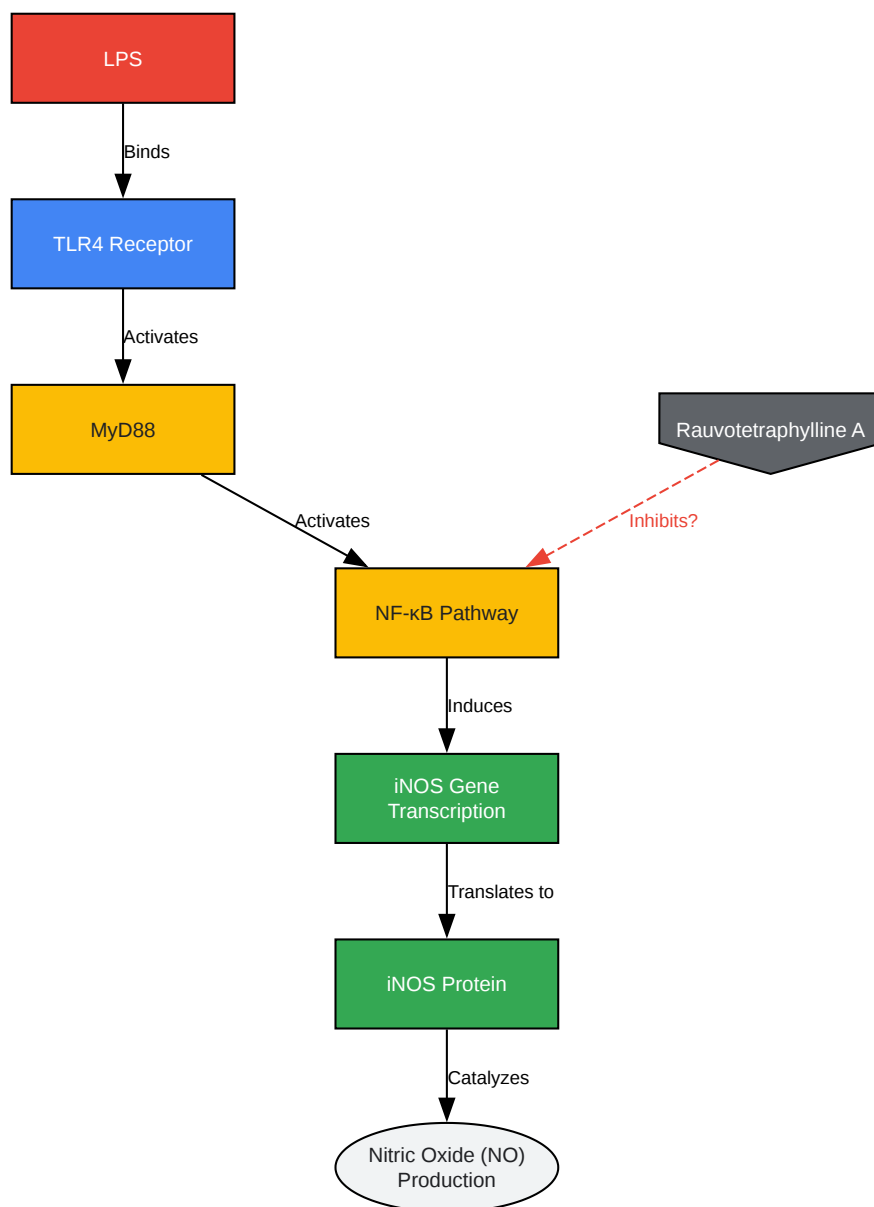 LPS
Binds
TLR4 Receptor
Activates
MyD88
Rauvotetraphylline A
Activates
Inhibits?
NF-κB Pathway
Induces
iNOS Gene
Transcription
Translates to
iNOS Protein
Catalyzes
Nitric Oxide (NO)
Production